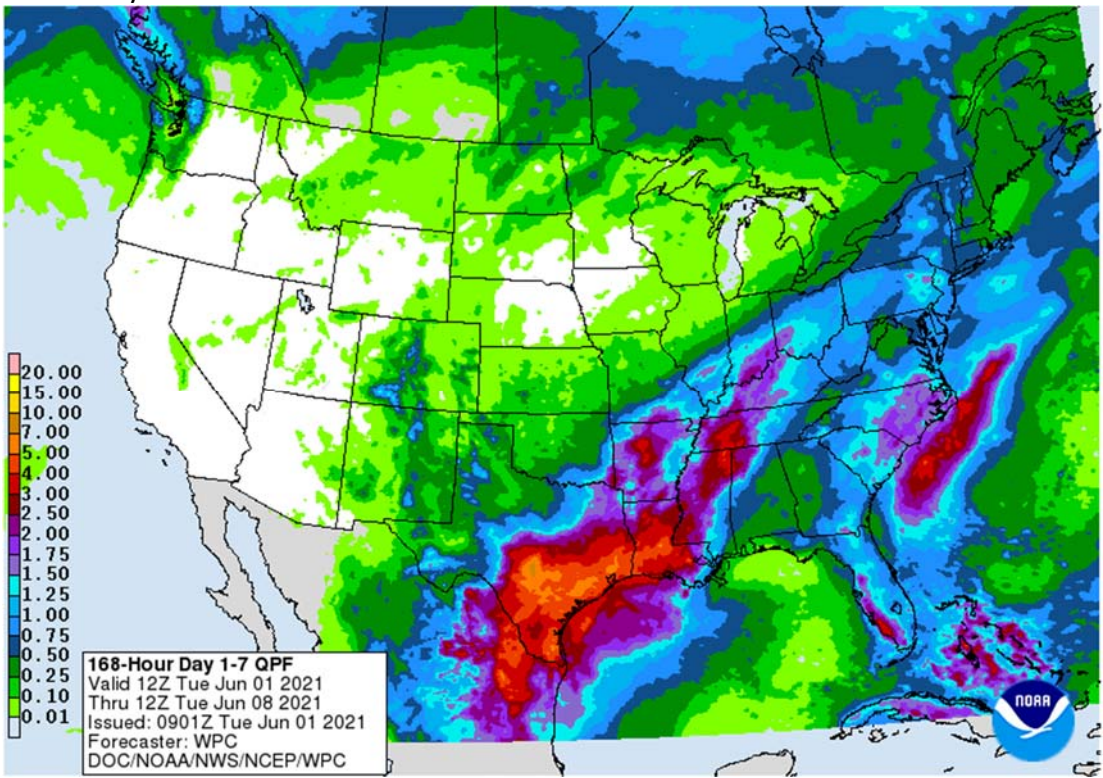 20.00
15.00
10.00
7.00
5.00
4.00
3.00
2.50
2.00
1.75
1.50
1.25
1.00
0.75
0.50
0.25
0.10
0.01
168-Hour Day 1-7 QPF
Valid 12Z Tue Jun 01 2021
Thru 12Z Tue Jun 08 2021
Issued: 0901Z Tue Jun 01 2021
Forecaster: WPC
DOC/NOAA/NWS/NCEP/WPC
NOAA